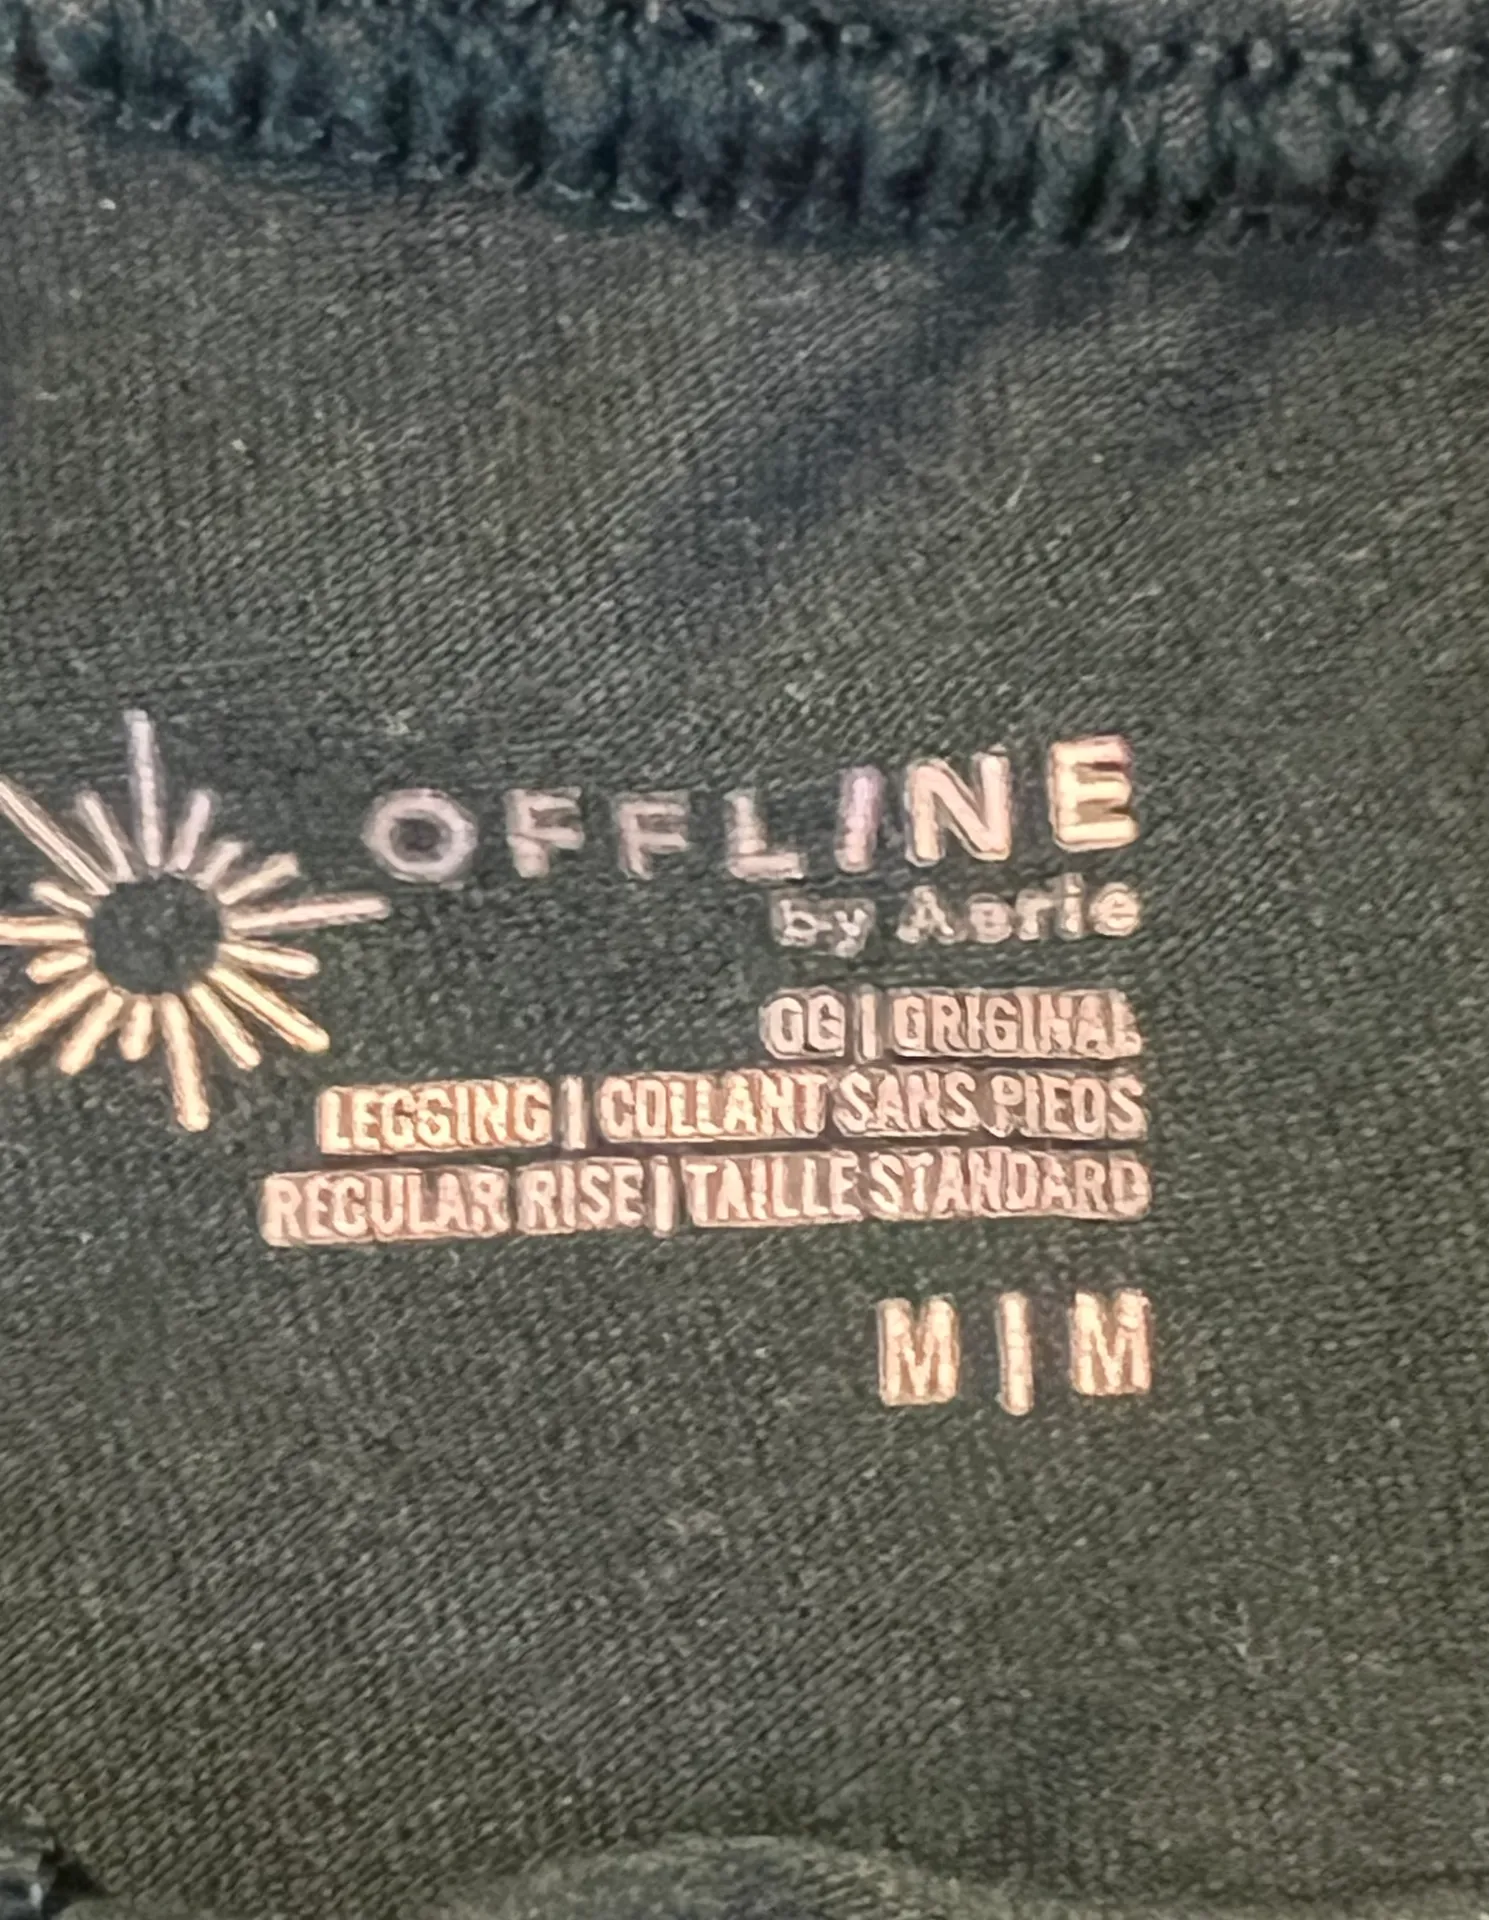 OFFLINE
by Aerie
OG | ORIGINAL
LEGGING | COLLANT SANS PIEDS
REGULAR RISE | TAILLE STANDARD
M | M